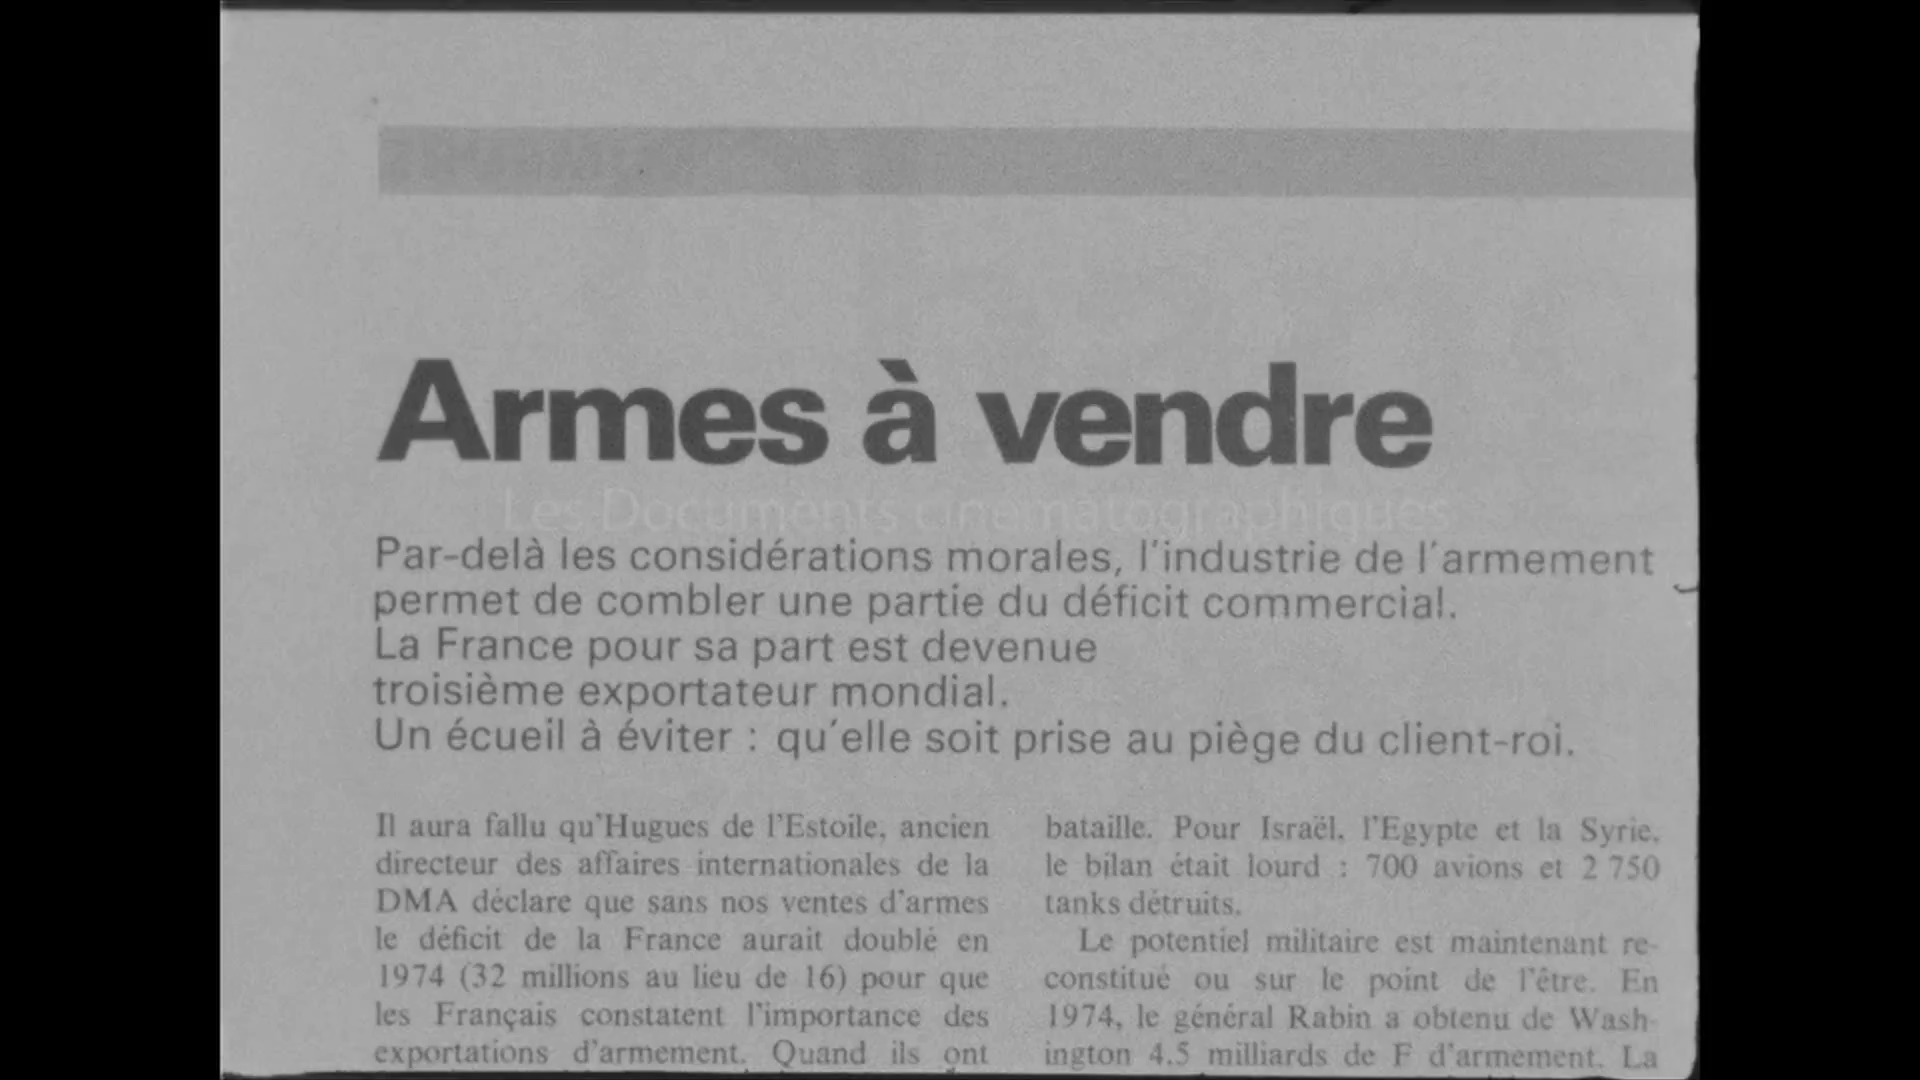 Armes à vendre
Les Documents cinématographiques
Par-delà les considérations morales, l'industrie de l'armement
permet de combler une partie du déficit commercial.
La France pour sa part est devenue
troisième exportateur mondial.
Un écueil à éviter : qu'elle soit prise au piège du client-roi.
Il aura fallu qu'Hugues de l'Estoile, ancien
directeur des affaires internationales de la
DMA déclare que sans nos ventes d'armes
le déficit de la France aurait doublé en
1974 (32 millions au lieu de 16) pour que
les Français constatent l'importance des
exportations d'armement. Quand ils ont
bataille. Pour Israël, l'Egypte et la Syrie,
le bilan était lourd : 700 avions et 2 750
tanks détruits.
Le potentiel militaire est maintenant re-
constitué ou sur le point de l'être. En
1974, le général Rabin a obtenu de Wash-
ington 4.5 milliards de F d'armement. La